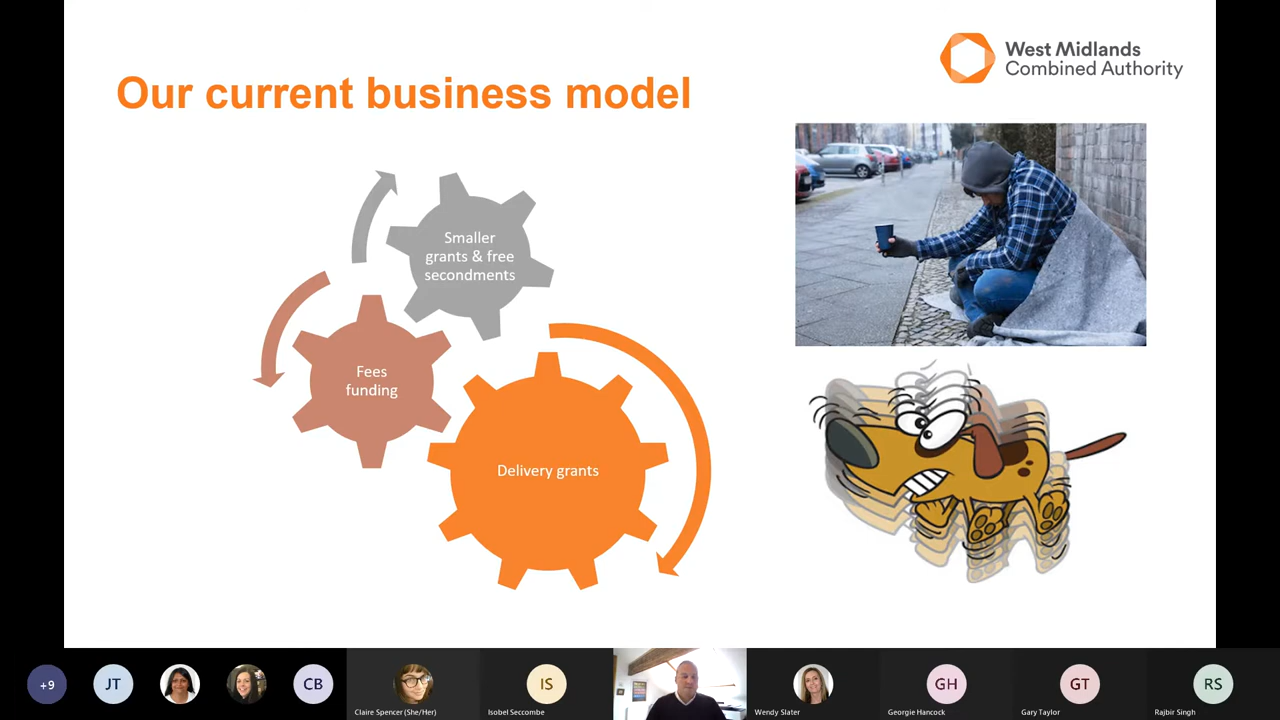 West Midlands
Combined Authority
Our current business model
Smaller
grants & free
secondments
Fees
funding
Delivery grants
+9
JT
CB
Claire Spencer (She/Her)
IS
Isobel Seccombe
Wendy Slater
GH
Georgie Hancock
GT
Gary Taylor
RS
Rajbir Singh